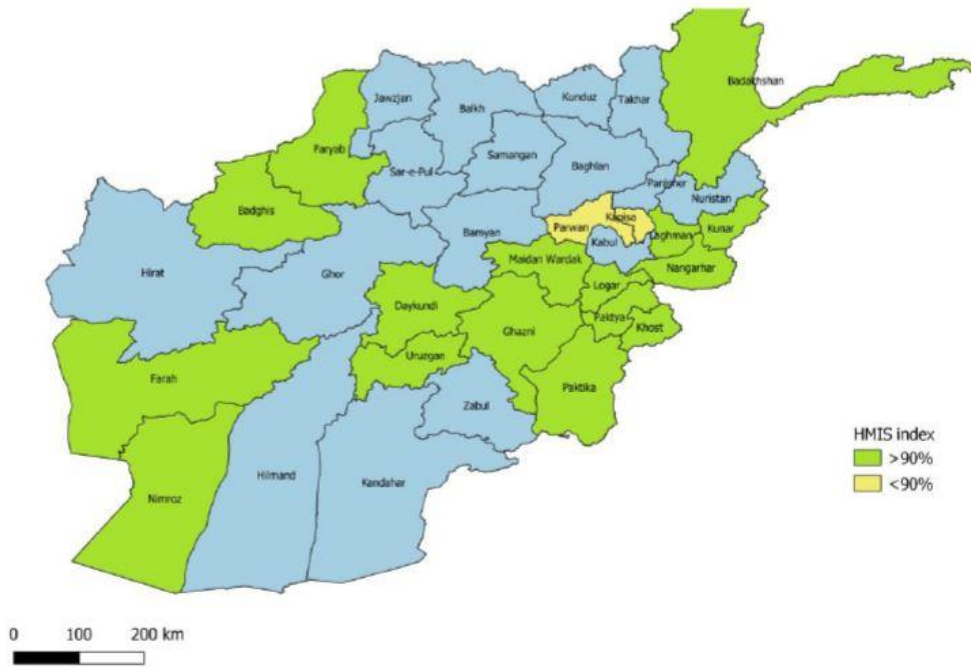 Badakhshan
Jawzjan
Balkh
Kunduz
Takhar
Faryab
Samangan
Baghlan
Sar-e-Pul
Panjsher
Nuristan
Badghis
Kapisa
Parwan
Kunar
Bamyan
Laghman
Kabul
Maidan Wardak
Nangarhar
Hirat
Ghor
Logar
Daykundi
Paktya
Khost
Ghazni
Uruzgan
Farah
Paktika
Zabul
HMIS index
>90%
<90%
Hilmand
Kandahar
Nimroz
0 100 200 km